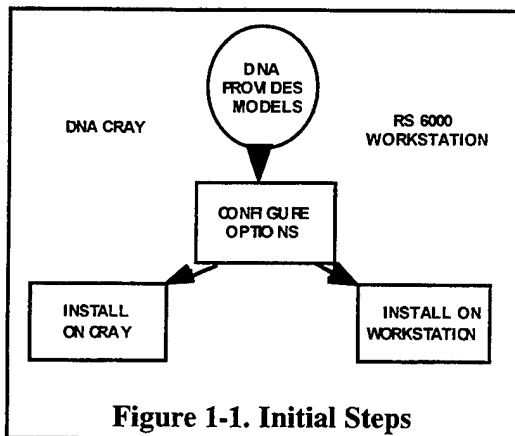 DNA
PROVIDES
MODELS
DNA CRAY
RS 6000
WORKSTATION
CONFIGURE
OPTIONS
INSTALL
ON CRAY
INSTALL ON
WORKSTATION
Figure 1-1. Initial Steps